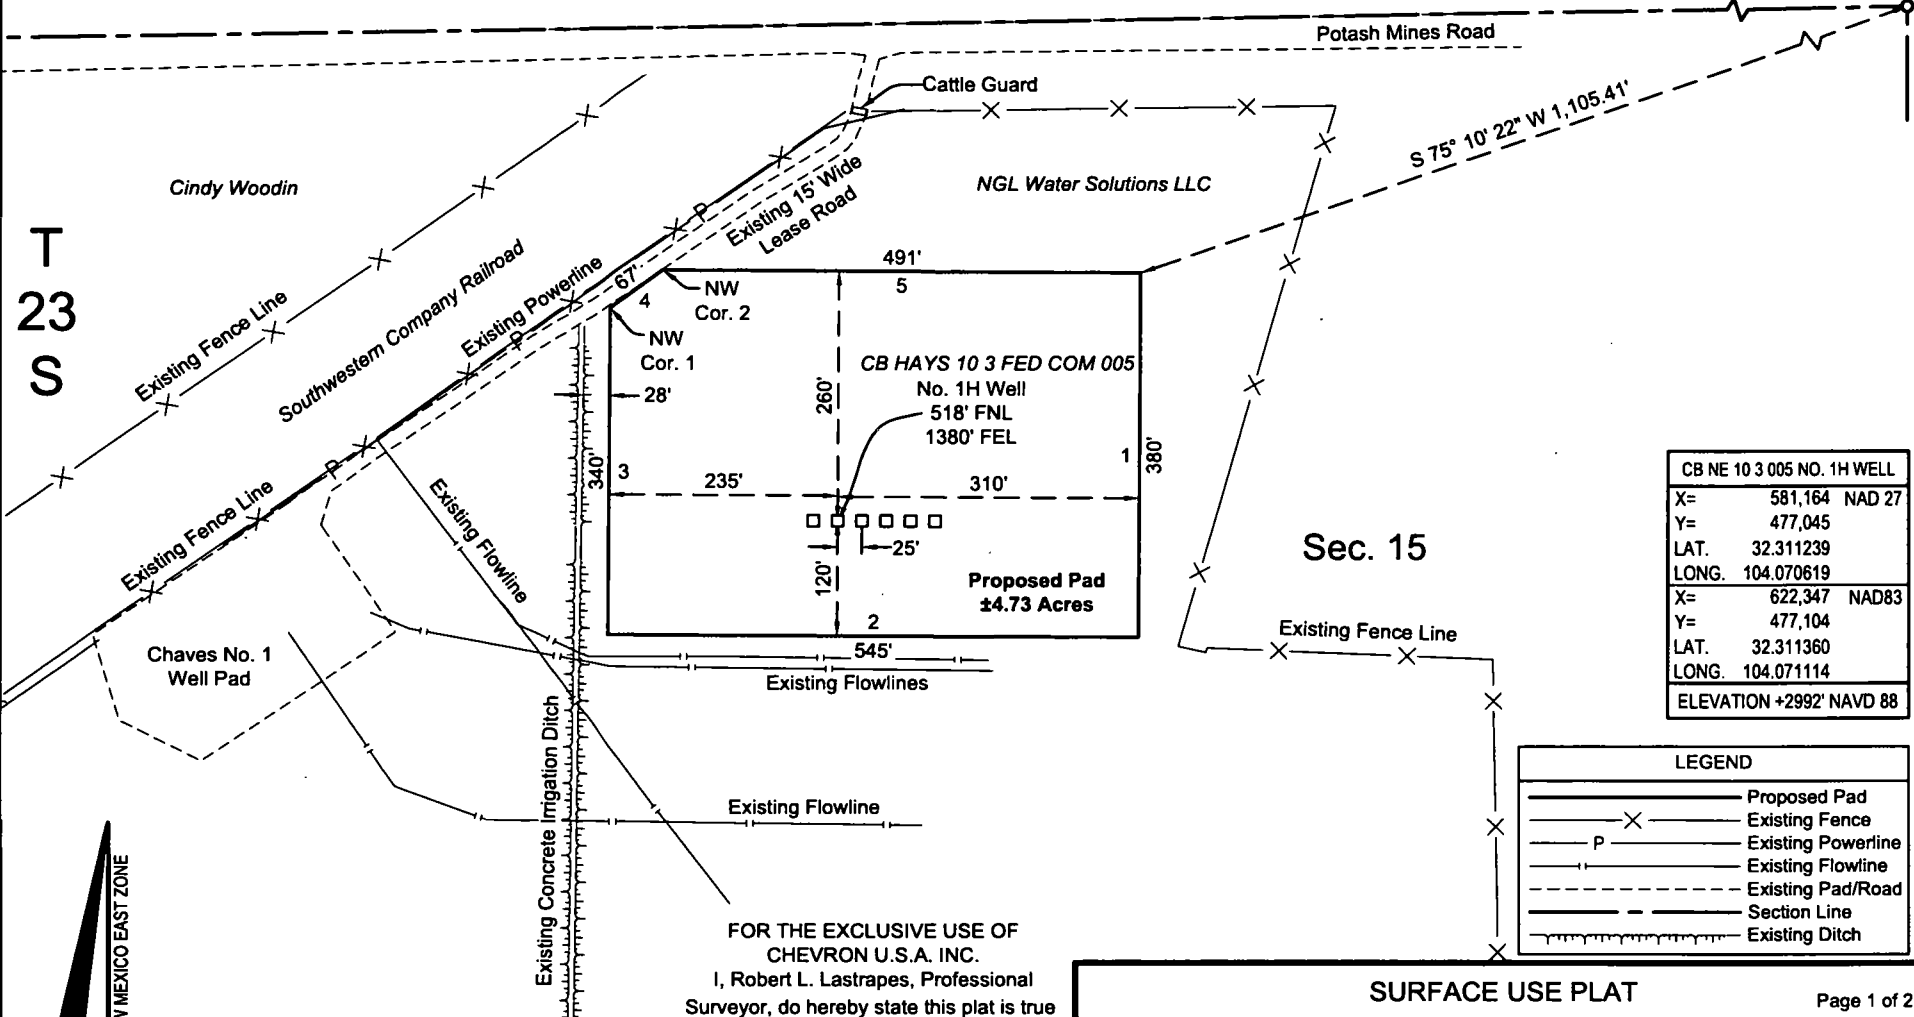 Potash Mines Road
Cattle Guard
S 75° 10' 22" W 1,105.41'
Cindy Woodin
NGL Water Solutions LLC
Existing 15' Wide
Lease Road
T
23
S
Existing Fence Line
Southwestern Company Railroad
Existing Powerline
P
P
P
67'
491'
4
5
NW
Cor. 2
NW
Cor. 1
28'
260'
CB HAYS 10 3 FED COM 005
No. 1H Well
518' FNL
1380' FEL
340'
3
235'
310'
1
380'
25'
120'
Proposed Pad
±4.73 Acres
2
545'
Sec. 15
Existing Fence Line
Existing Flowline
Existing Fence Line
Chaves No. 1
Well Pad
Existing Flowlines
Existing Concrete Irrigation Ditch
Existing Flowline
CB NE 10 3 005 NO. 1H WELL
X= 581,164 NAD 27
Y= 477,045
LAT. 32.311239
LONG. 104.070619
X= 622,347 NAD83
Y= 477,104
LAT. 32.311360
LONG. 104.071114
ELEVATION +2992' NAVD 88
LEGEND
Proposed Pad
Existing Fence
P Existing Powerline
Existing Flowline
Existing Pad/Road
Section Line
Existing Ditch
W MEXICO EAST ZONE
FOR THE EXCLUSIVE USE OF
CHEVRON U.S.A. INC.
I, Robert L. Lastrapes, Professional
Surveyor, do hereby state this plat is true
SURFACE USE PLAT
Page 1 of 2